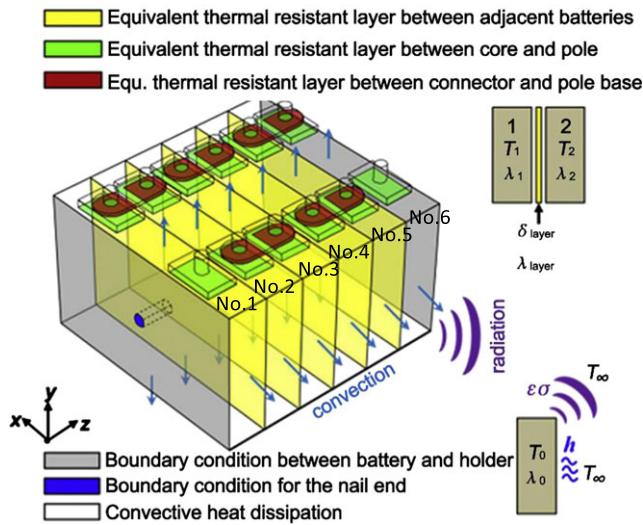 Equivalent thermal resistant layer between adjacent batteries
Equivalent thermal resistant layer between core and pole
Equ. thermal resistant layer between connector and pole base
1
2
T₁
T₂
λ₁
λ₂
δ layer
λ layer
No.6
No.5
No.4
No.3
No.2
No.1
convection
radiation
y
x
z
T∞
εσ
T₀
λ₀
h
T∞
Boundary condition between battery and holder
Boundary condition for the nail end
Convective heat dissipation